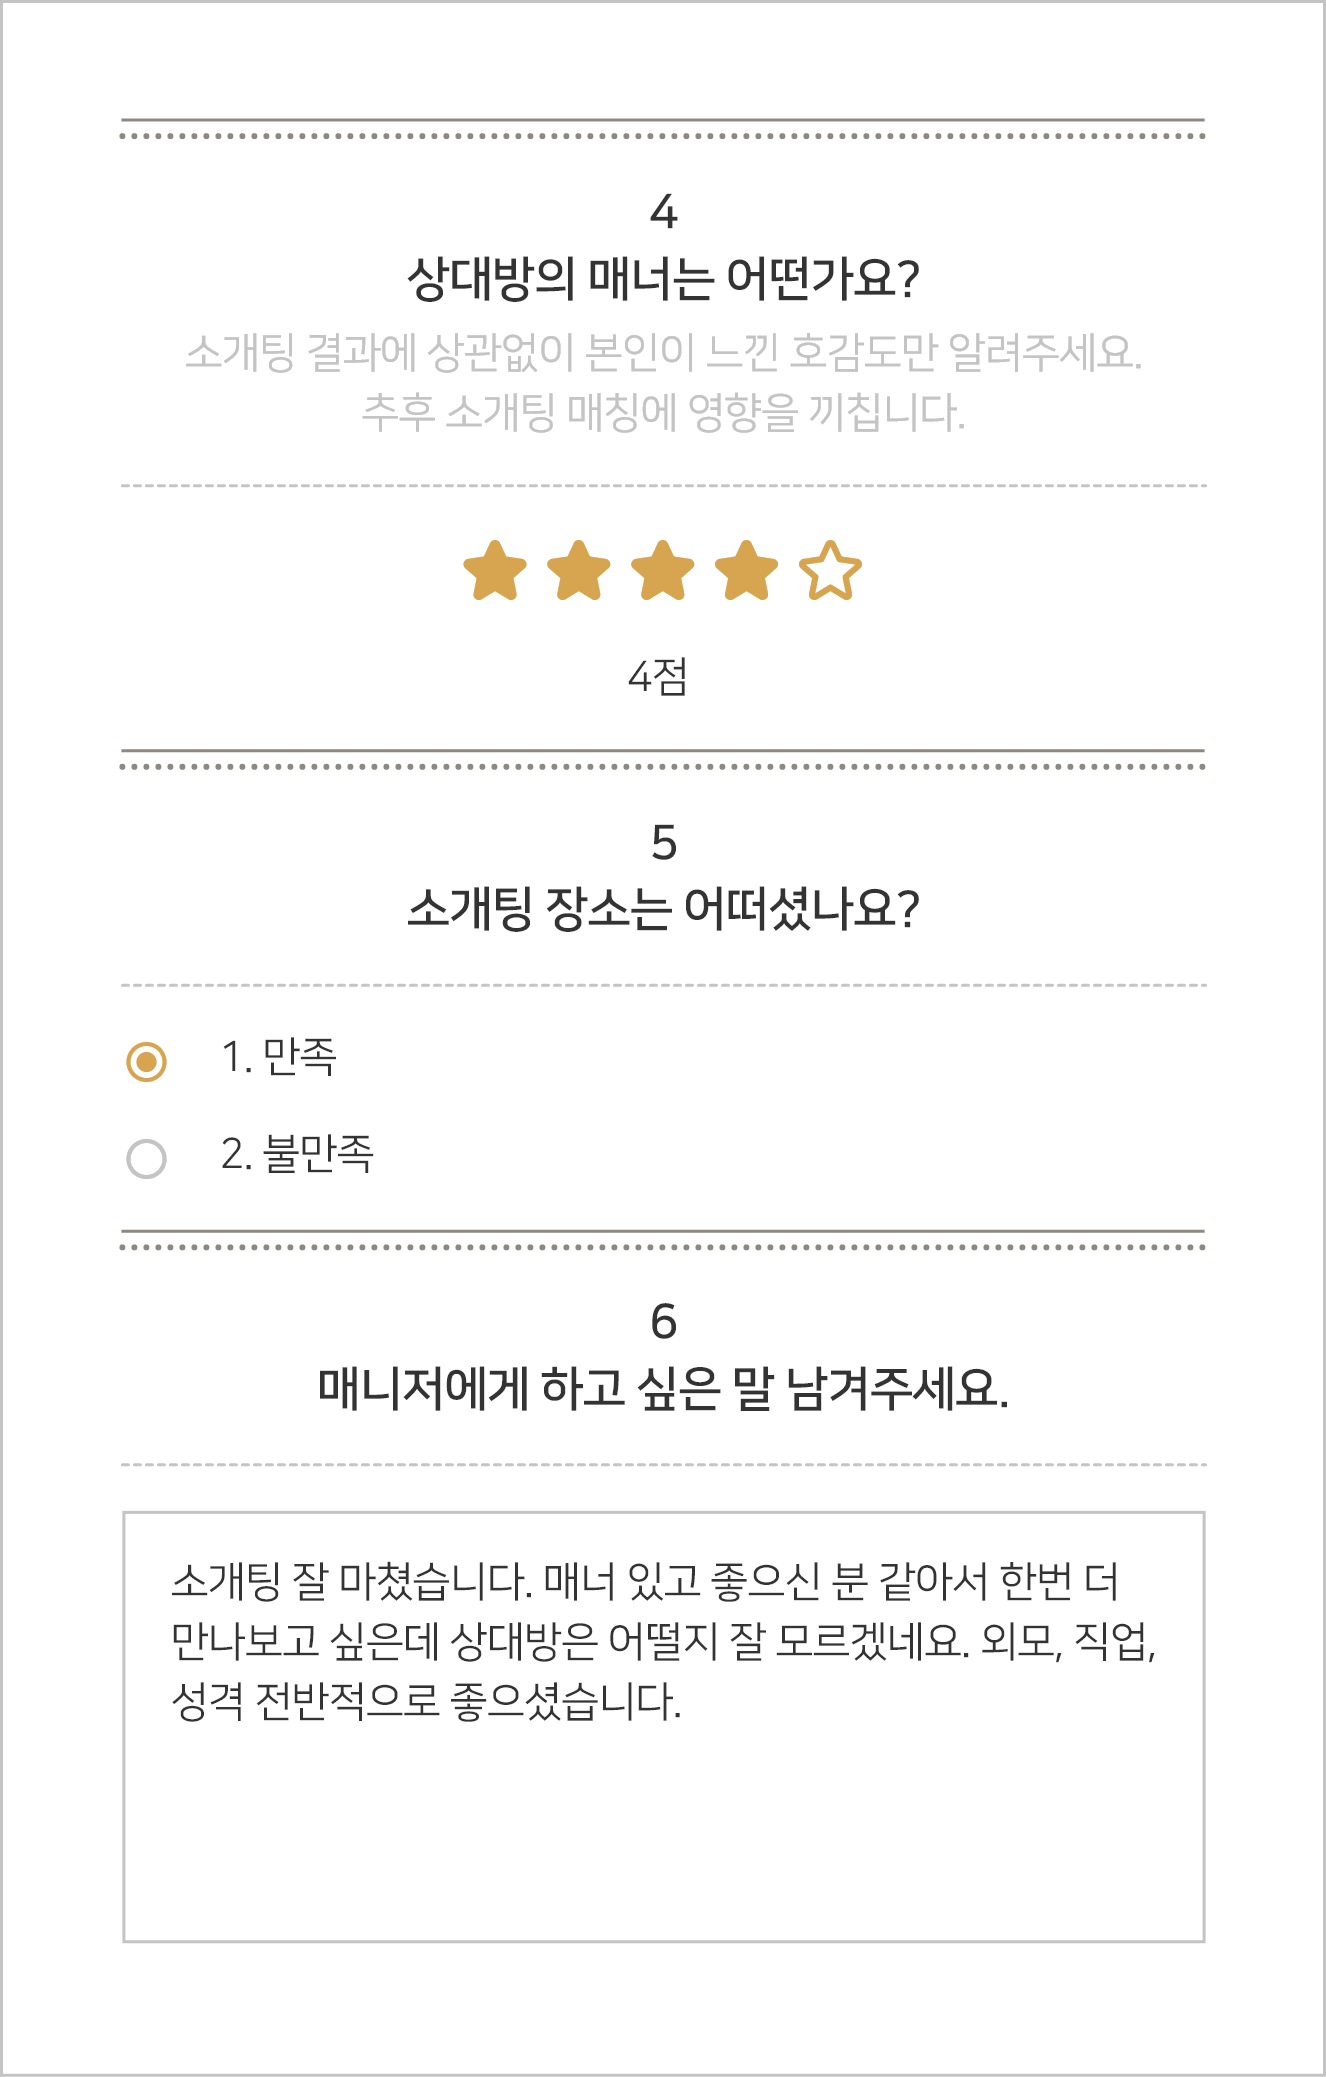 4
상대방의 매너는 어떤가요?
소개팅 결과에 상관없이 본인이 느낀 호감도만 알려주세요.
추후 소개팅 매칭에 영향을 끼칩니다.
4점
5
소개팅 장소는 어떠셨나요?
1. 만족
2. 불만족
6
매니저에게 하고 싶은 말 남겨주세요.
소개팅 잘 마쳤습니다. 매너 있고 좋으신 분 같아서 한번 더
만나보고 싶은데 상대방은 어떨지 잘 모르겠네요. 외모, 직업,
성격 전반적으로 좋으셨습니다.